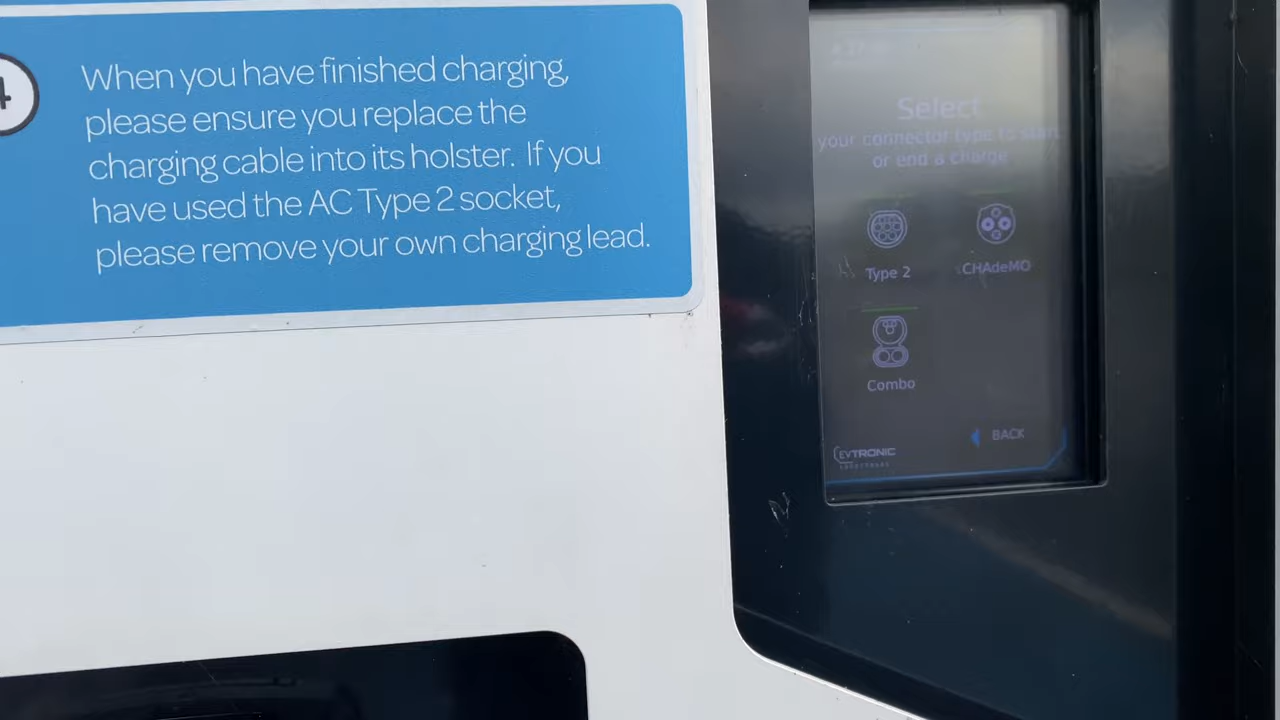 4
When you have finished charging,
please ensure you replace the
charging cable into its holster. If you
have used the AC Type 2 socket,
please remove your own charging lead.
Select
your connector type to start
or end a charge
Type 2
CHAdeMO
Combo
BACK
EVTRONIC